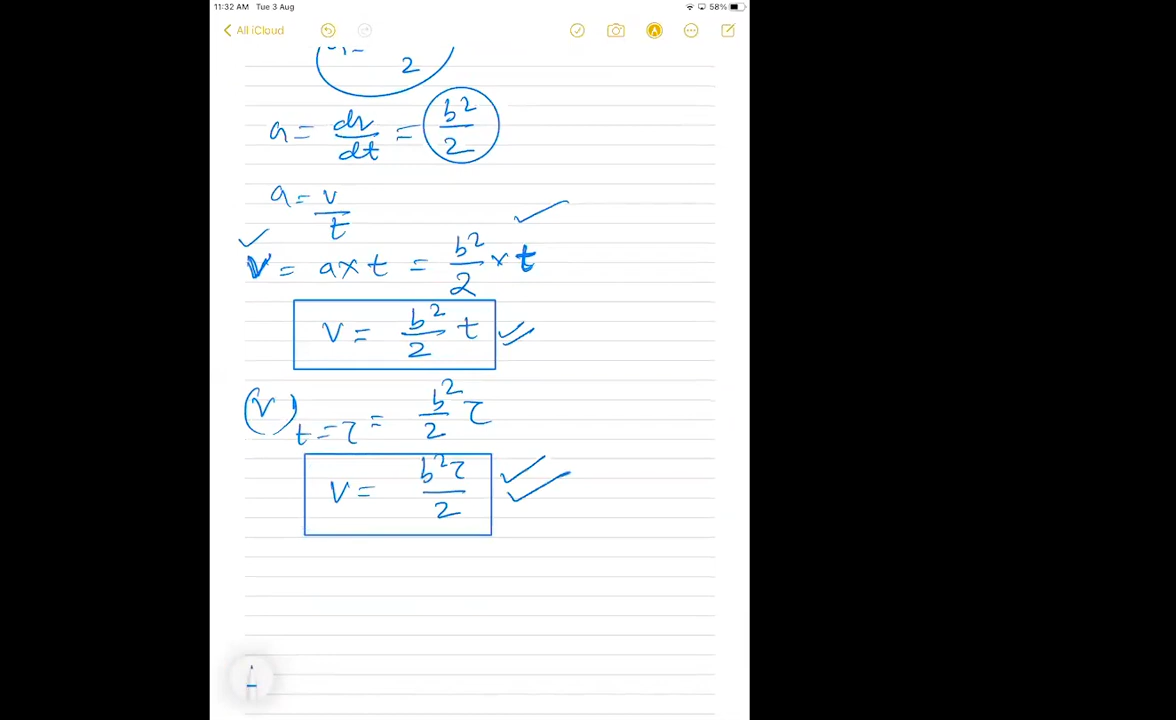 11:32 AM Tue 3 Aug 58%
All iCloud
2
a = dv/dt = b²/2
a = v/t
v = a x t = b²/2 x t
v = b²/2 t
(v) t = τ = b²/2 τ
v = b²τ/2